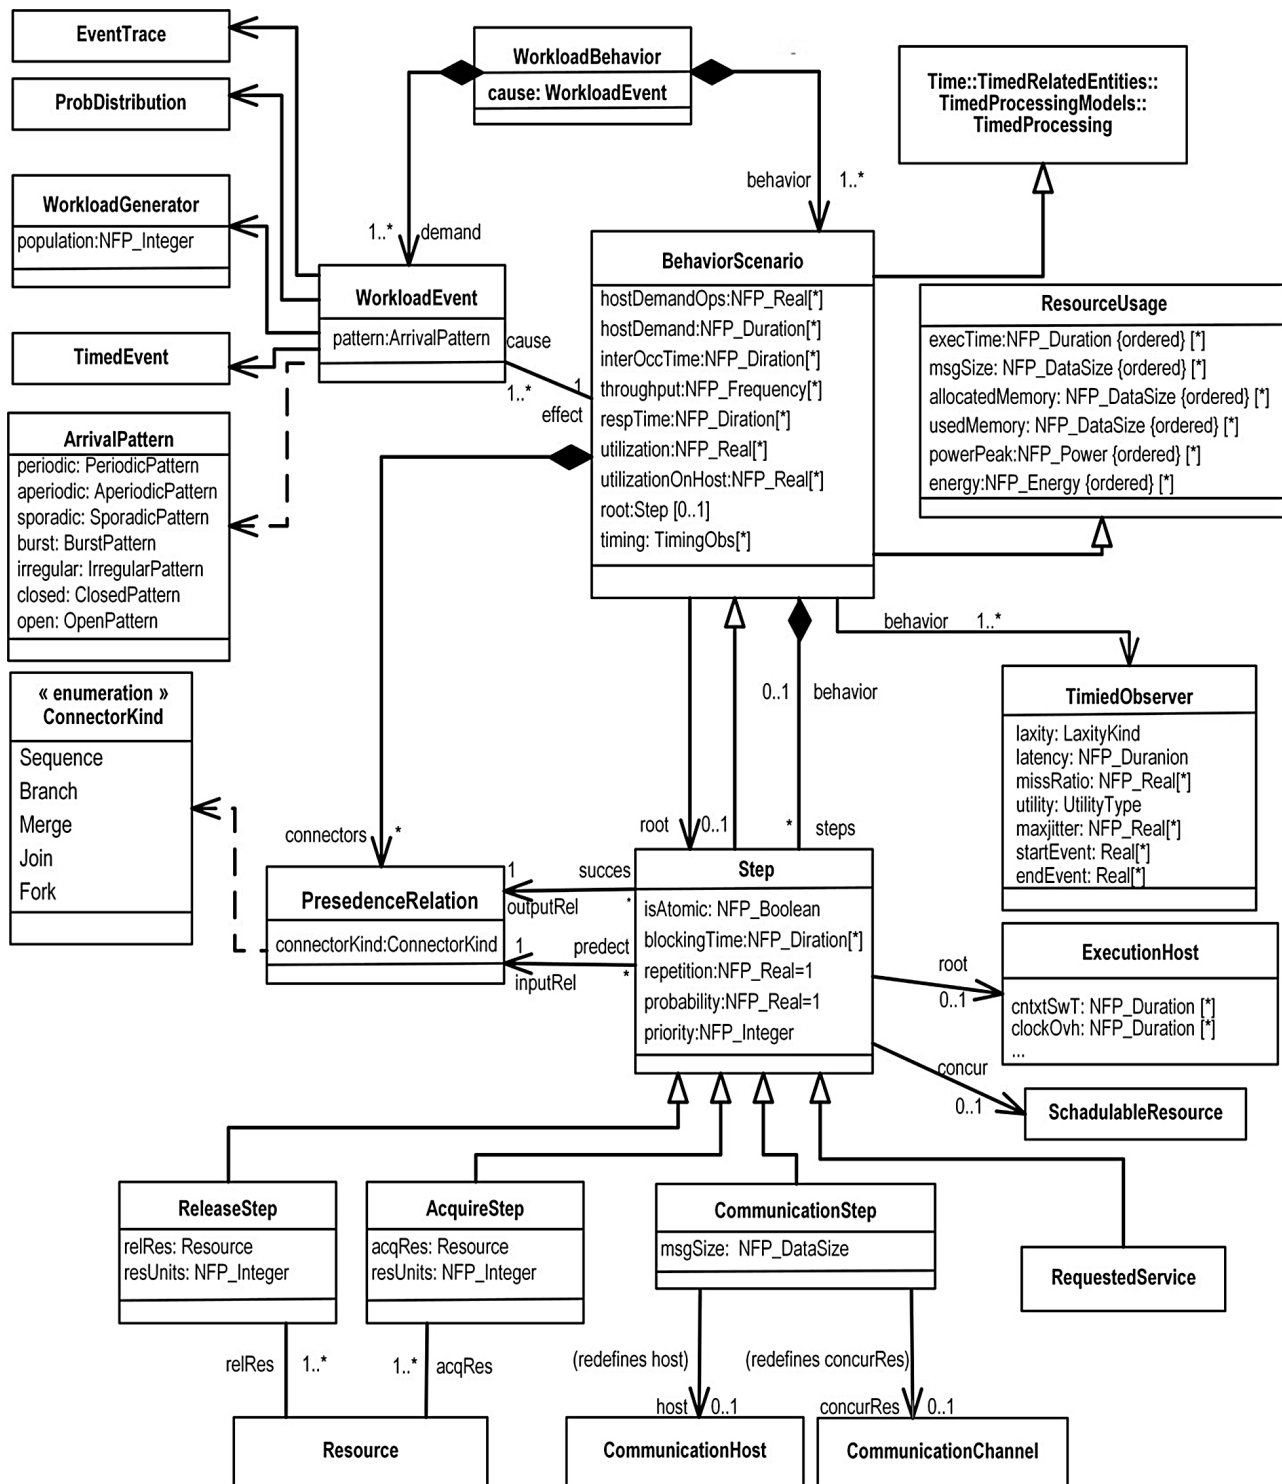 EventTrace
ProbDistribution
WorkloadGenerator
population:NFP_Integer
TimedEvent
ArrivalPattern
periodic: PeriodicPattern
aperiodic: AperiodicPattern
sporadic: SporadicPattern
burst: BurstPattern
irregular: IrregularPattern
closed: ClosedPattern
open: OpenPattern
« enumeration »
ConnectorKind
Sequence
Branch
Merge
Join
Fork
WorkloadBehavior
cause: WorkloadEvent
1..* demand
behavior 1..*
WorkloadEvent
pattern:ArrivalPattern
cause
1..*
effect
1
Time::TimedRelatedEntities::
TimedProcessingModels::
TimedProcessing
BehaviorScenario
hostDemandOps:NFP_Real[*]
hostDemand:NFP_Duration[*]
interOccTime:NFP_Diration[*]
throughput:NFP_Frequency[*]
respTime:NFP_Diration[*]
utilization:NFP_Real[*]
utilizationOnHost:NFP_Real[*]
root:Step [0..1]
timing: TimingObs[*]
ResourceUsage
execTime:NFP_Duration {ordered} [*]
msgSize: NFP_DataSize {ordered} [*]
allocatedMemory: NFP_DataSize {ordered} [*]
usedMemory: NFP_DataSize {ordered} [*]
powerPeak:NFP_Power {ordered} [*]
energy:NFP_Energy {ordered} [*]
behavior 1..*
0..1 behavior
TimiedObserver
laxity: LaxityKind
latency: NFP_Duranion
missRatio: NFP_Real[*]
utility: UtilityType
maxjitter: NFP_Real[*]
startEvent: Real[*]
endEvent: Real[*]
connectors *
root 0..1
* steps
PresedenceRelation
connectorKind:ConnectorKind
1 succes
outputRel *
1 predect
inputRel *
Step
isAtomic: NFP_Boolean
blockingTime:NFP_Diration[*]
repetition:NFP_Real=1
probability:NFP_Real=1
priority:NFP_Integer
root
0..1
ExecutionHost
cntxtSwT: NFP_Duration [*]
clockOvh: NFP_Duration [*]
...
concur
0..1
SchadulableResource
ReleaseStep
relRes: Resource
resUnits: NFP_Integer
AcquireStep
acqRes: Resource
resUnits: NFP_Integer
CommunicationStep
msgSize: NFP_DataSize
RequestedService
relRes 1..*
1..* acqRes
(redefines host)
(redefines concurRes)
host 0..1
concurRes 0..1
Resource
CommunicationHost
CommunicationChannel